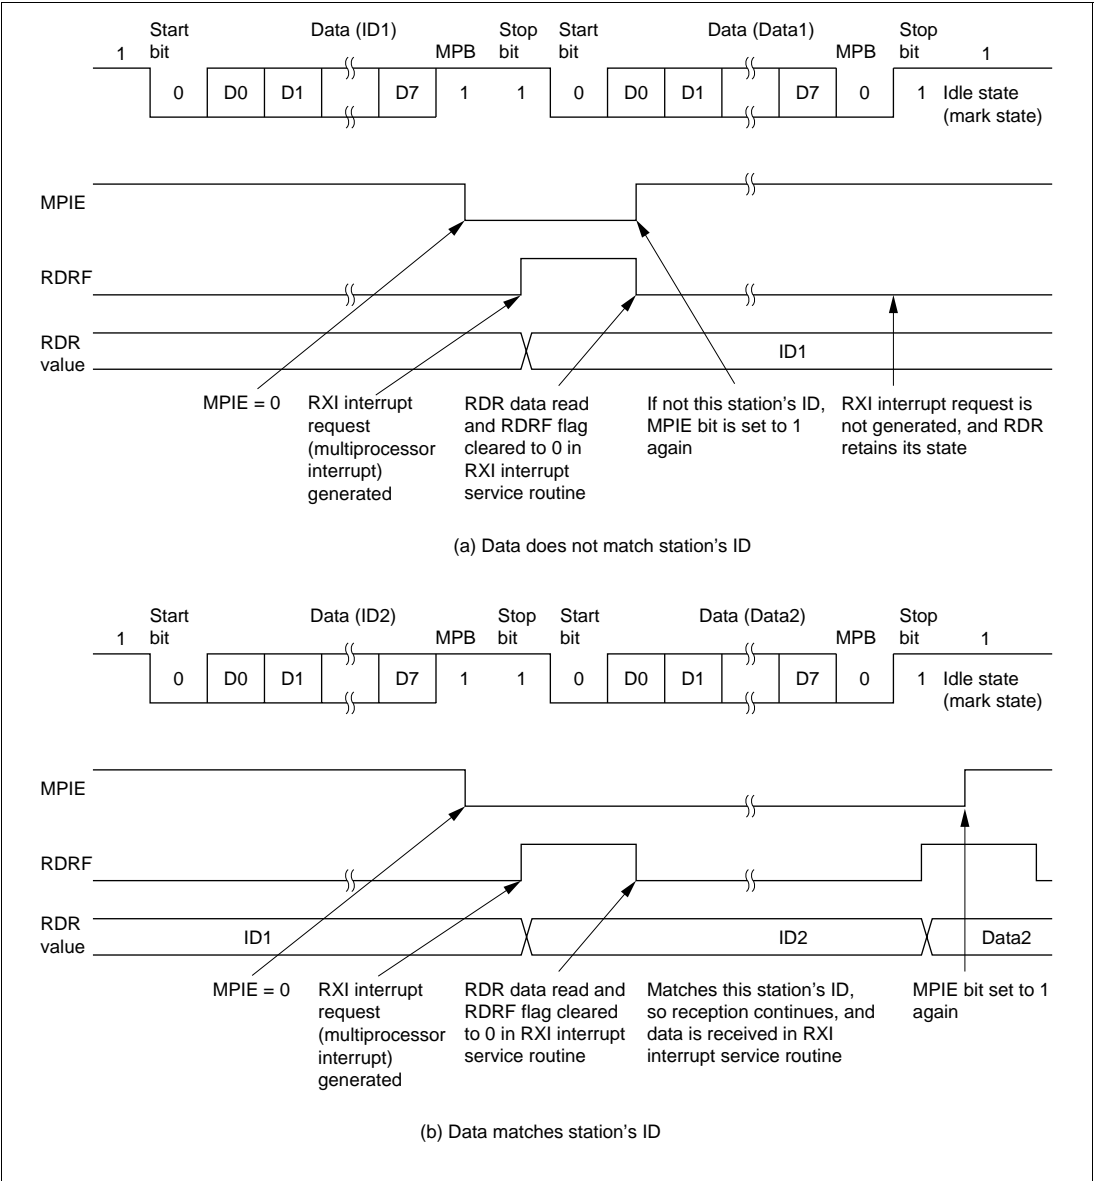 Start Data (ID1) Stop Start Data (Data1) Stop
1 bit MPB bit bit MPB bit 1
0 D0 D1 D7 1 1 0 D0 D1 D7 0 1 Idle state
(mark state)
MPIE
RDRF
RDR
value
ID1
MPIE = 0
RXI interrupt
request
(multiprocessor
interrupt)
generated
RDR data read
and RDRF flag
cleared to 0 in
RXI interrupt
service routine
If not this station's ID,
MPIE bit is set to 1
again
RXI interrupt request is
not generated, and RDR
retains its state
(a) Data does not match station's ID
Start Data (ID2) Stop Start Data (Data2) Stop
1 bit MPB bit bit MPB bit 1
0 D0 D1 D7 1 1 0 D0 D1 D7 0 1 Idle state
(mark state)
MPIE
RDRF
RDR
value
ID1 ID2 Data2
MPIE = 0
RXI interrupt
request
(multiprocessor
interrupt)
generated
RDR data read and
RDRF flag cleared
to 0 in RXI interrupt
service routine
Matches this station's ID,
so reception continues, and
data is received in RXI
interrupt service routine
MPIE bit set to 1
again
(b) Data matches station's ID